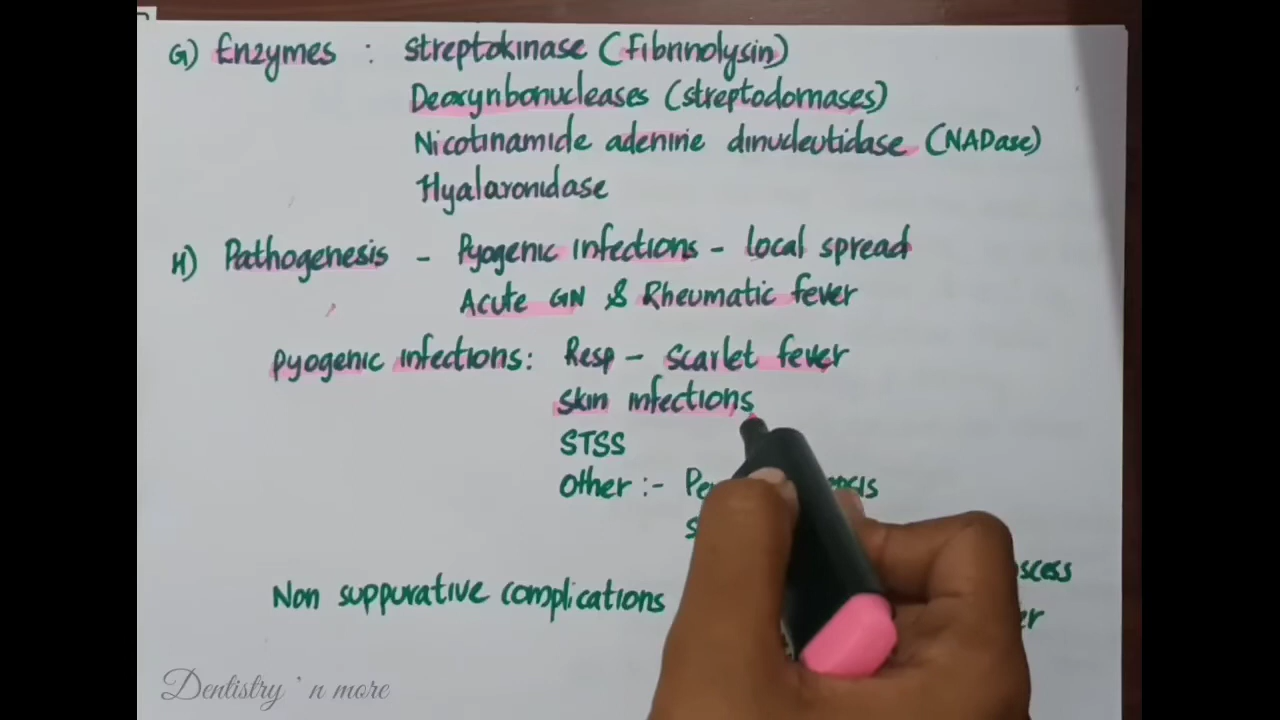 G) Enzymes : Streptokinase (Fibrinolysin)
Deoxyribonucleases (streptodornases)
Nicotinamide adenine dinucleutidase (NADase)
Hyalaronidase
H) Pathogenesis - Pyogenic infections - local spread
Acute GN & Rheumatic fever
Pyogenic infections: Resp - Scarlet fever
Skin infections
STSS
Other :-
Non suppurative complications
Dentistry ' n more